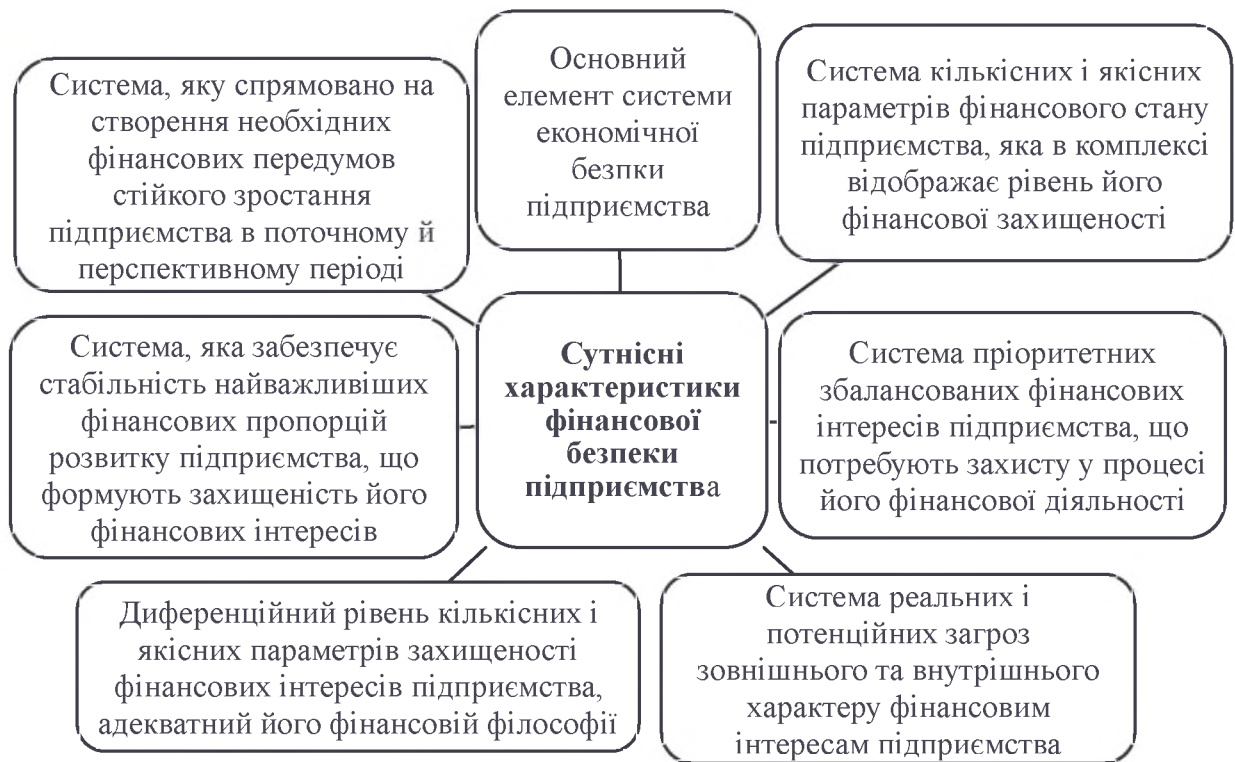 Система, яку спрямовано на
створення необхідних
фінансових передумов
стійкого зростання
підприємства в поточному й
перспективному періоді
Основний
елемент системи
економічної
безпки
підприємства
Система кількісних і якісних
параметрів фінансового стану
підприємства, яка в комплексі
відображає рівень його
фінансової захищеності
Система, яка забезпечує
стабільність найважливіших
фінансових пропорцій
розвитку підприємства, що
формують захищеність його
фінансових інтересів
Сутнісні
характеристики
фінансової
безпеки
підприємства
Система пріоритетних
збалансованих фінансових
інтересів підприємства, що
потребують захисту у процесі
його фінансової діяльності
Диференційний рівень кількісних і
якісних параметрів захищеності
фінансових інтересів підприємства,
адекватний його фінансовій філософії
Система реальних і
потенційних загроз
зовнішнього та внутрішнього
характеру фінансовим
інтересам підприємства